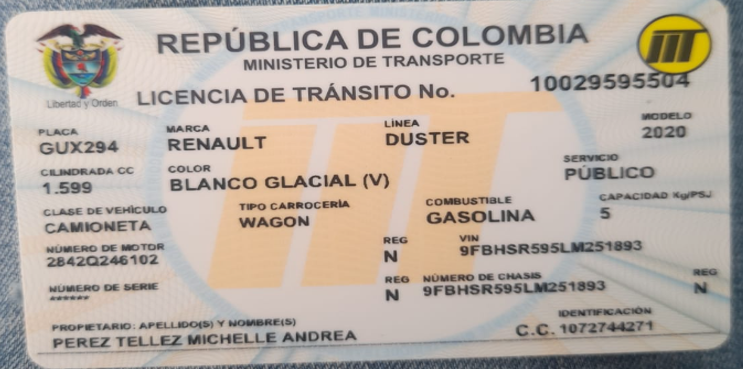 REPÚBLICA DE COLOMBIA
MINISTERIO DE TRANSPORTE
Libertad y Orden
LICENCIA DE TRÁNSITO No. 10029595504
PLACA MARCA LÍNEA MODELO
GUX294 RENAULT DUSTER 2020
CILINDRADA CC COLOR SERVICIO
1.599 BLANCO GLACIAL (V) PÚBLICO
CLASE DE VEHÍCULO TIPO CARROCERÍA COMBUSTIBLE CAPACIDAD Kg/PSJ
CAMIONETA WAGON GASOLINA 5
NÚMERO DE MOTOR REG VIN
2842Q246102 N 9FBHSR595LM251893
NÚMERO DE SERIE REG NÚMERO DE CHASIS REG
****** N 9FBHSR595LM251893 N
PROPIETARIO: APELLIDO(S) Y NOMBRE(S) IDENTIFICACIÓN
PEREZ TELLEZ MICHELLE ANDREA C.C. 1072744271